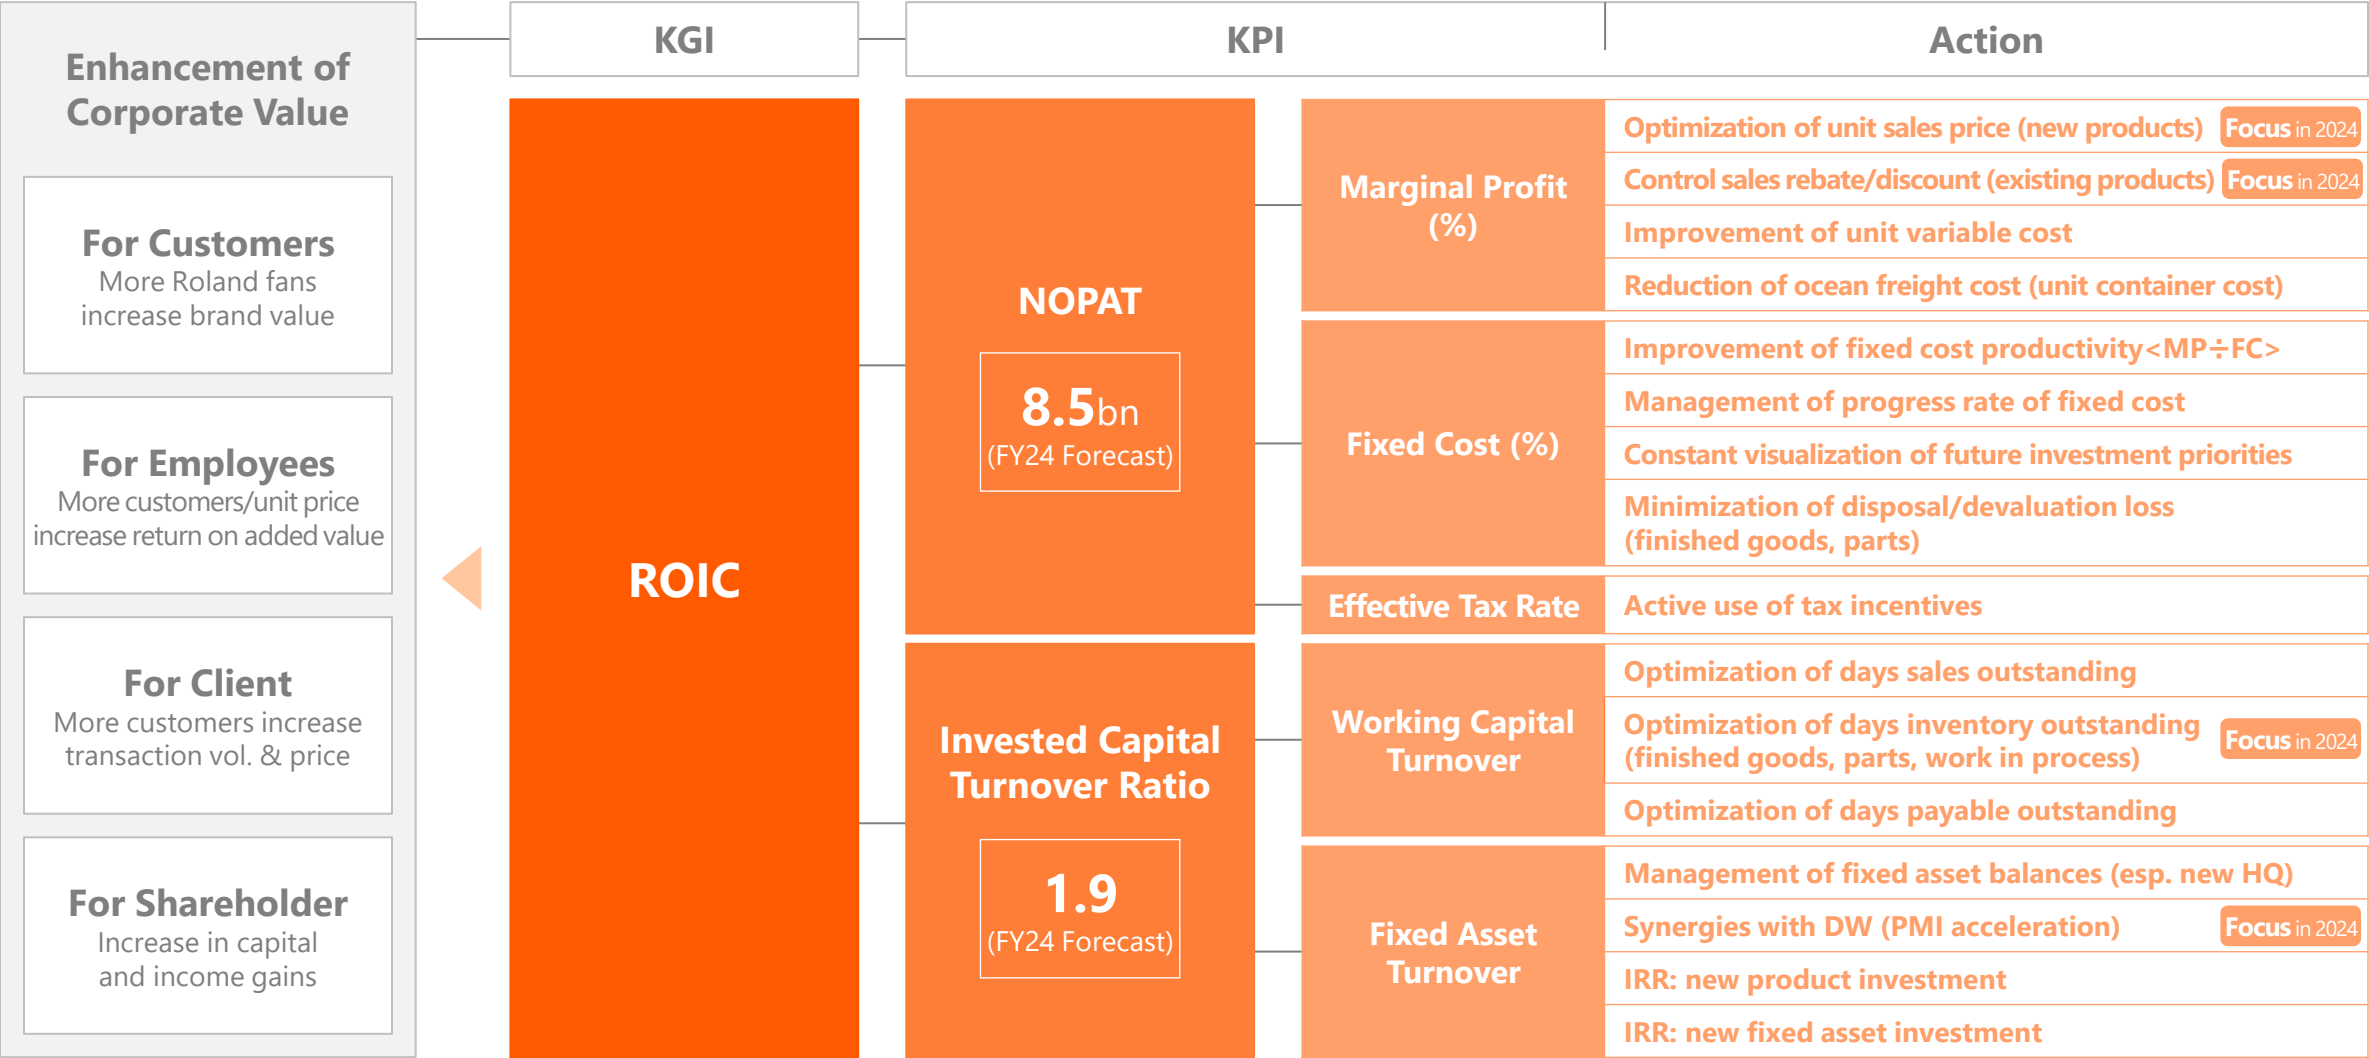 Enhancement of
Corporate Value
For Customers
More Roland fans
increase brand value
For Employees
More customers/unit price
increase return on added value
For Client
More customers increase
transaction vol. & price
For Shareholder
Increase in capital
and income gains
KGI
ROIC
KPI
NOPAT
8.5bn
(FY24 Forecast)
Invested Capital
Turnover Ratio
1.9
(FY24 Forecast)
Action
Marginal Profit
(%)
Optimization of unit sales price (new products) Focus in 2024
Control sales rebate/discount (existing products) Focus in 2024
Improvement of unit variable cost
Reduction of ocean freight cost (unit container cost)
Fixed Cost (%)
Improvement of fixed cost productivity<MP÷FC>
Management of progress rate of fixed cost
Constant visualization of future investment priorities
Minimization of disposal/devaluation loss
(finished goods, parts)
Effective Tax Rate
Active use of tax incentives
Working Capital
Turnover
Optimization of days sales outstanding
Optimization of days inventory outstanding
(finished goods, parts, work in process)
Focus in 2024
Optimization of days payable outstanding
Fixed Asset
Turnover
Management of fixed asset balances (esp. new HQ)
Synergies with DW (PMI acceleration) Focus in 2024
IRR: new product investment
IRR: new fixed asset investment